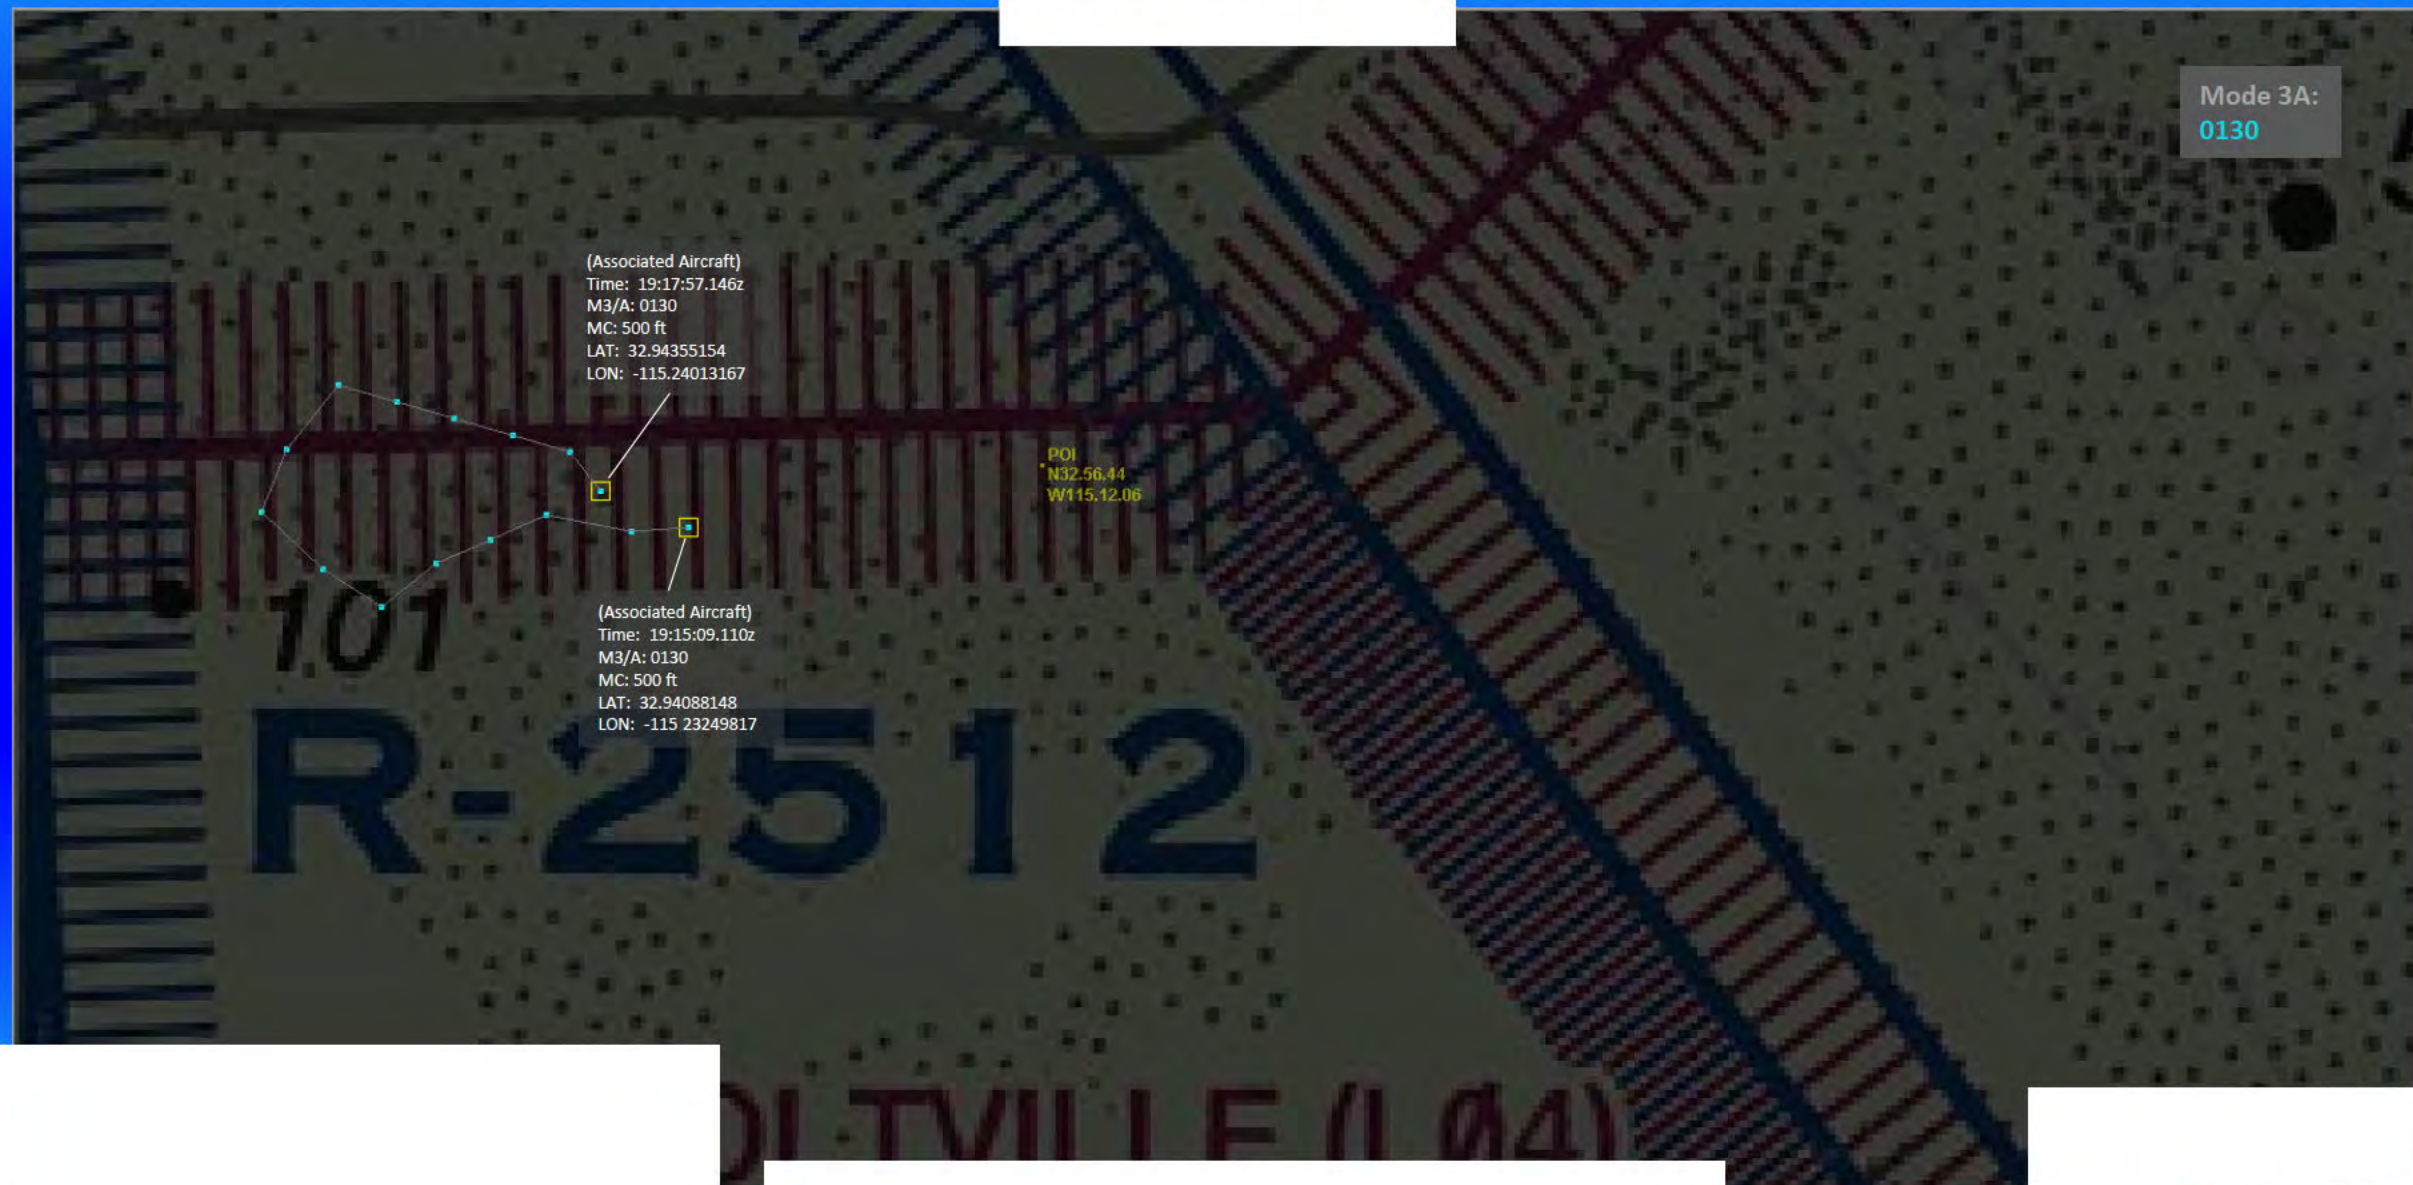 Mode 3A:
0130
(Associated Aircraft)
Time: 19:17:57.146z
M3/A: 0130
MC: 500 ft
LAT: 32.94355154
LON: -115.24013167
POI
N32.56.44
W115.12.06
(Associated Aircraft)
Time: 19:15:09.110z
M3/A: 0130
MC: 500 ft
LAT: 32.94088148
LON: -115 23249817
101
R-2512
OLTVILLE (LØ4)